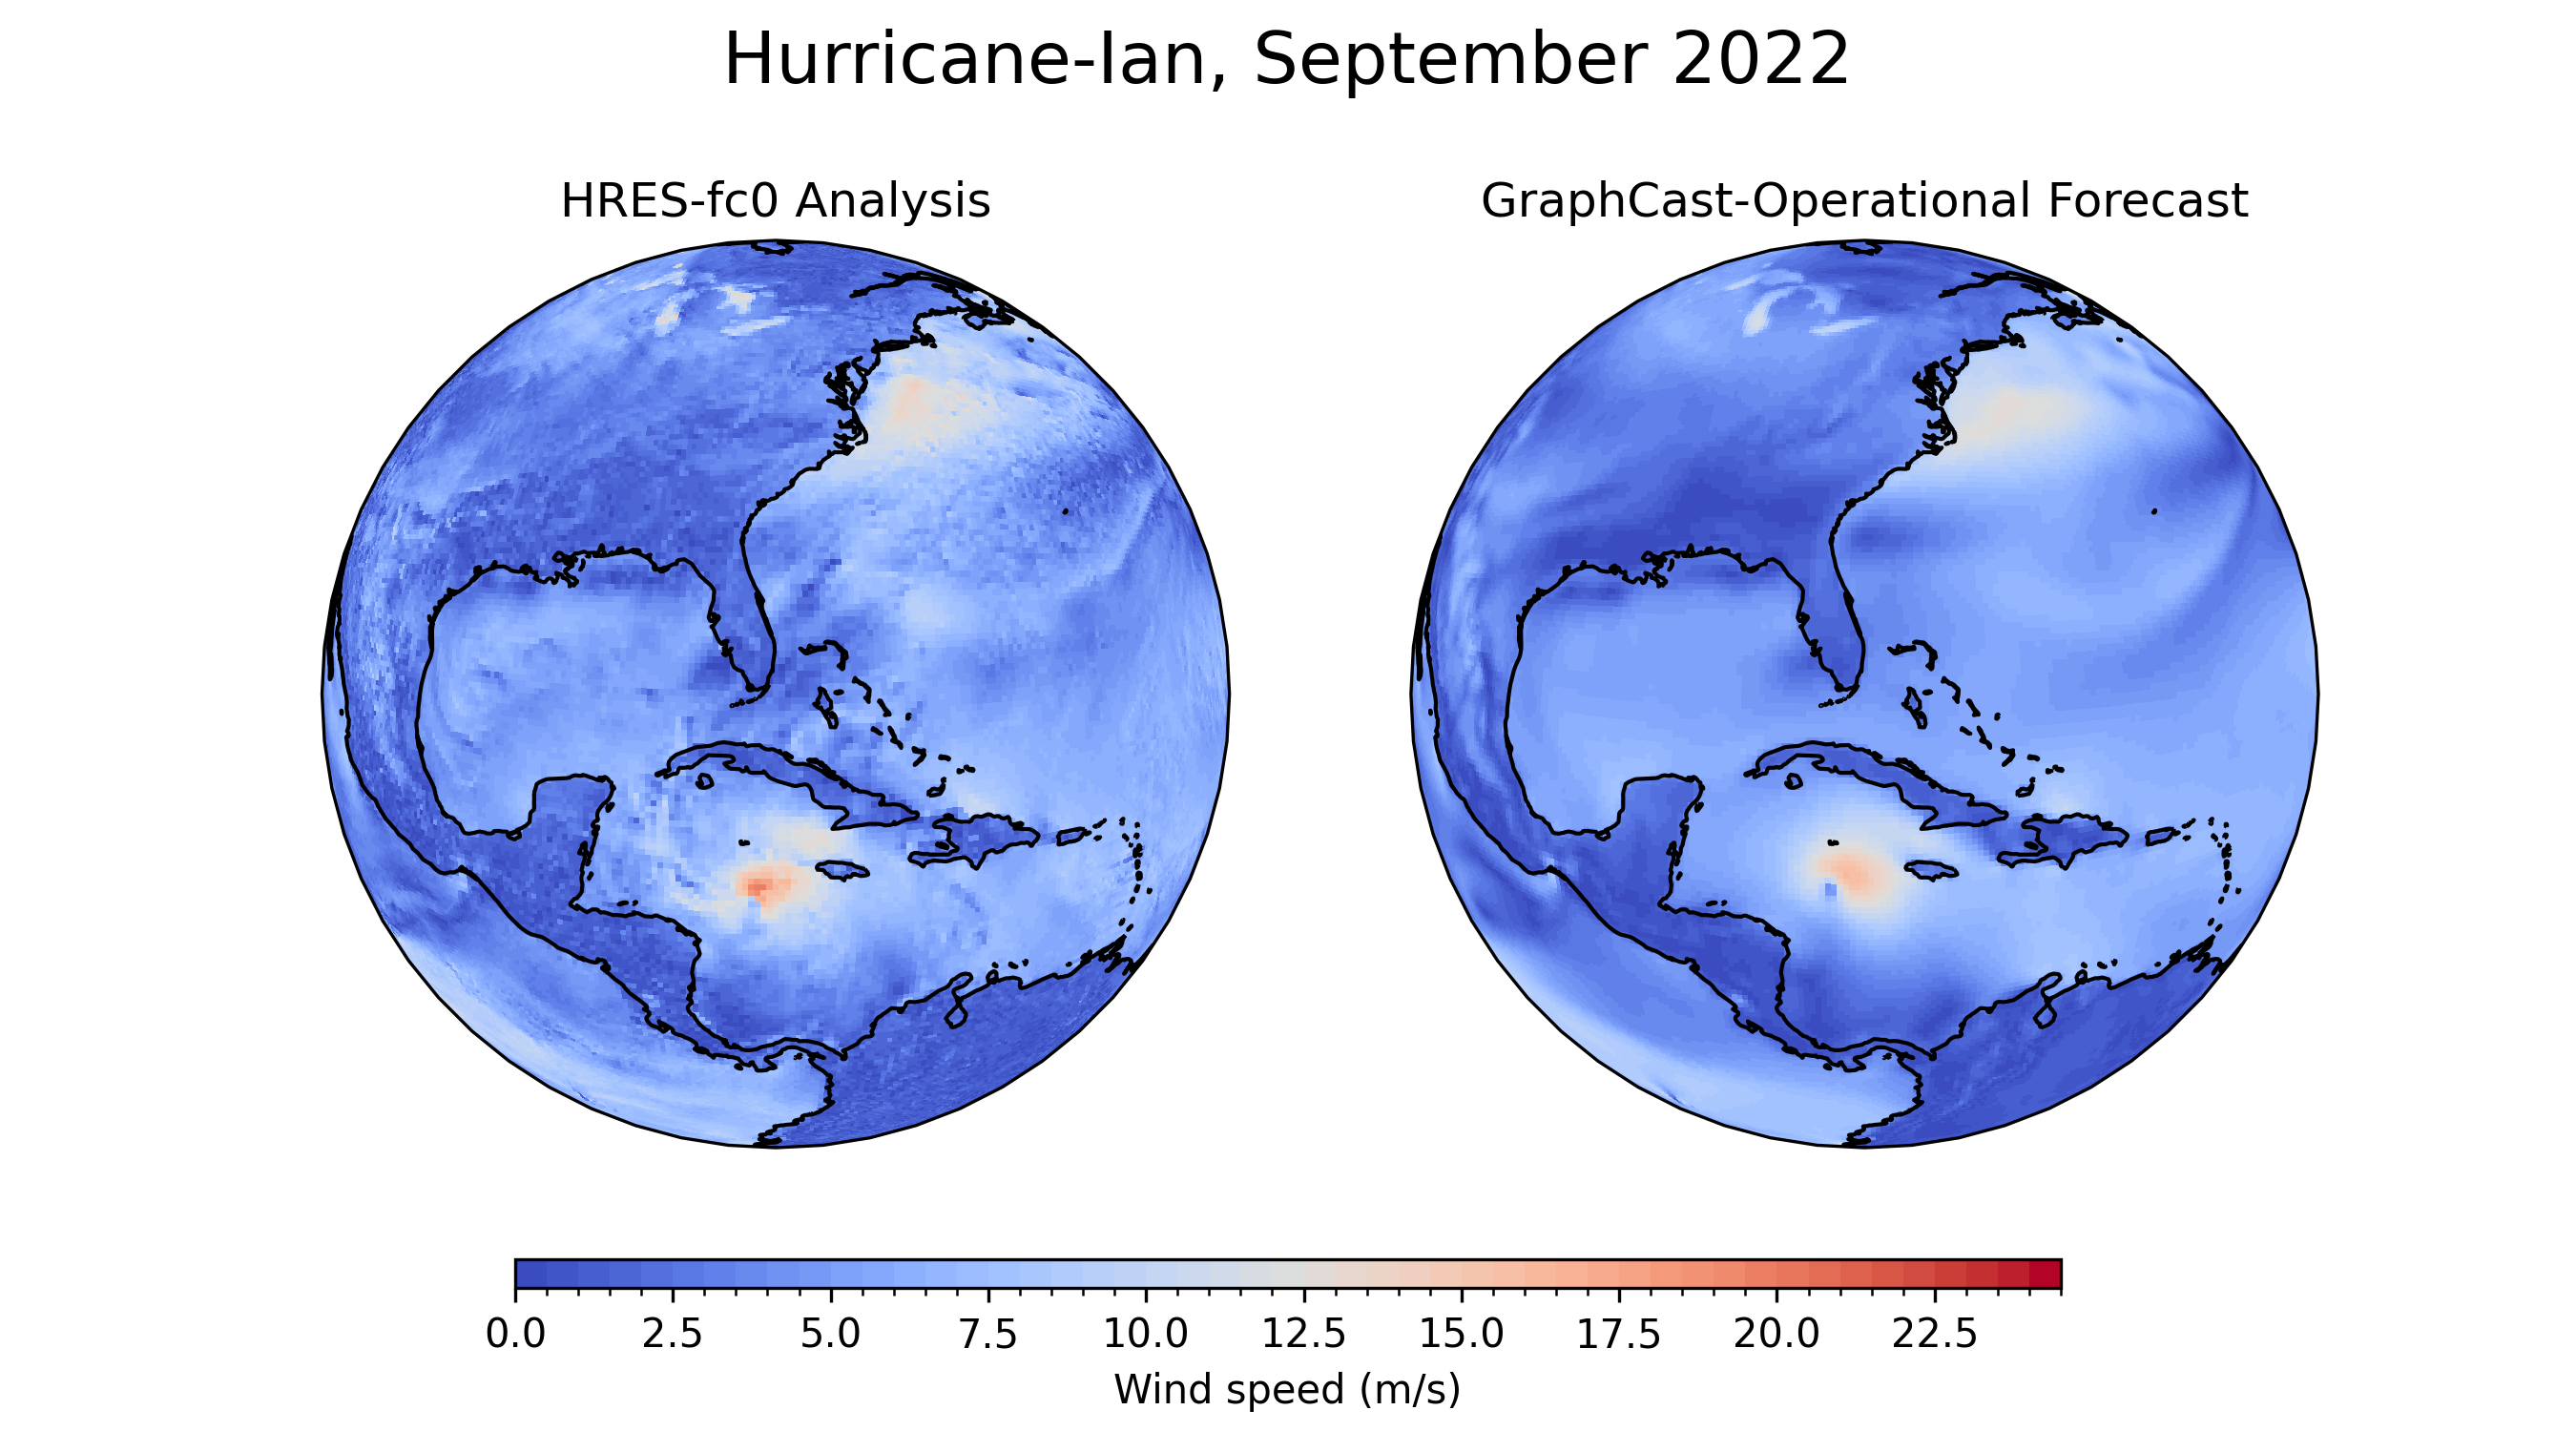 Hurricane-Ian, September 2022
HRES-fc0 Analysis
GraphCast-Operational Forecast
0.0 2.5 5.0 7.5 10.0 12.5 15.0 17.5 20.0 22.5
Wind speed (m/s)